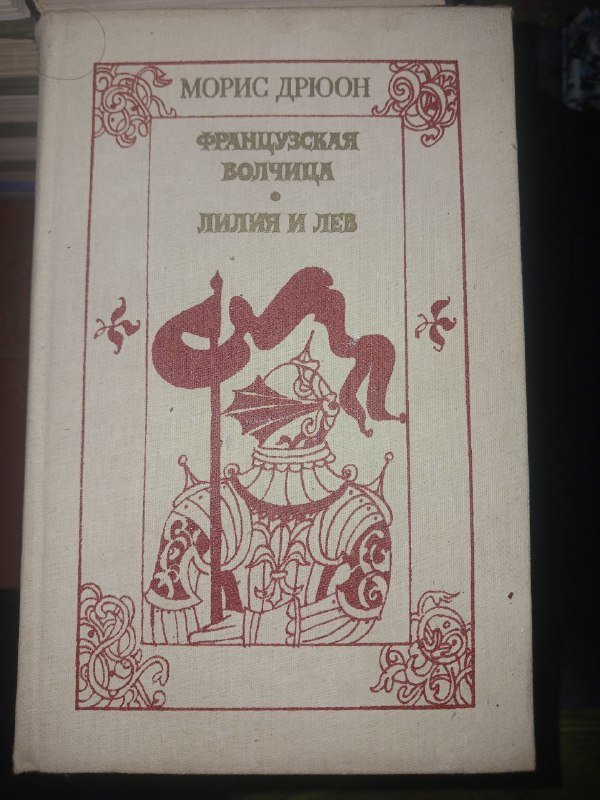 МОРИС ДРЮОН
ФРАНЦУЗСКАЯ
ВОЛЧИЦА
•
ЛИЛИЯ И ЛЕВ